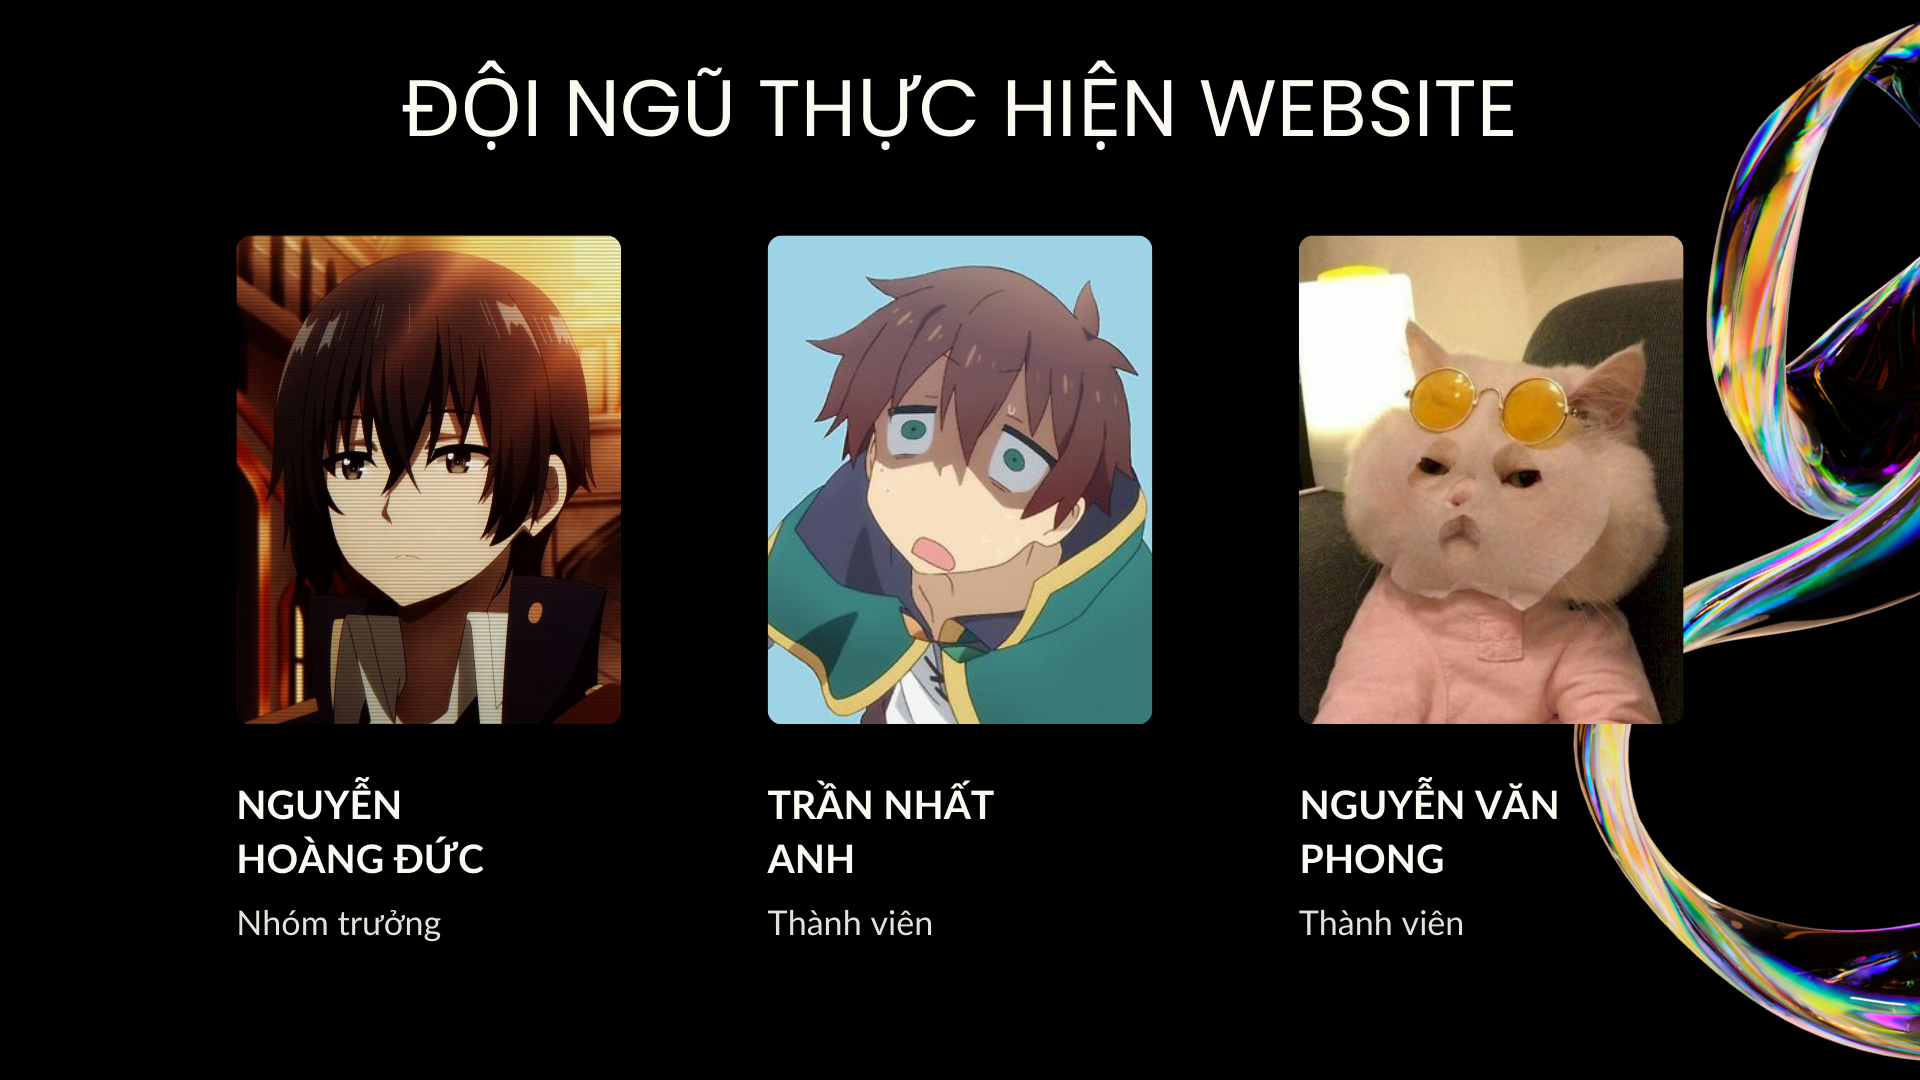 ĐỘI NGŨ THỰC HIỆN WEBSITE
NGUYỄN
HOÀNG ĐỨC
Nhóm trưởng
TRẦN NHẤT
ANH
Thành viên
NGUYỄN VĂN
PHONG
Thành viên